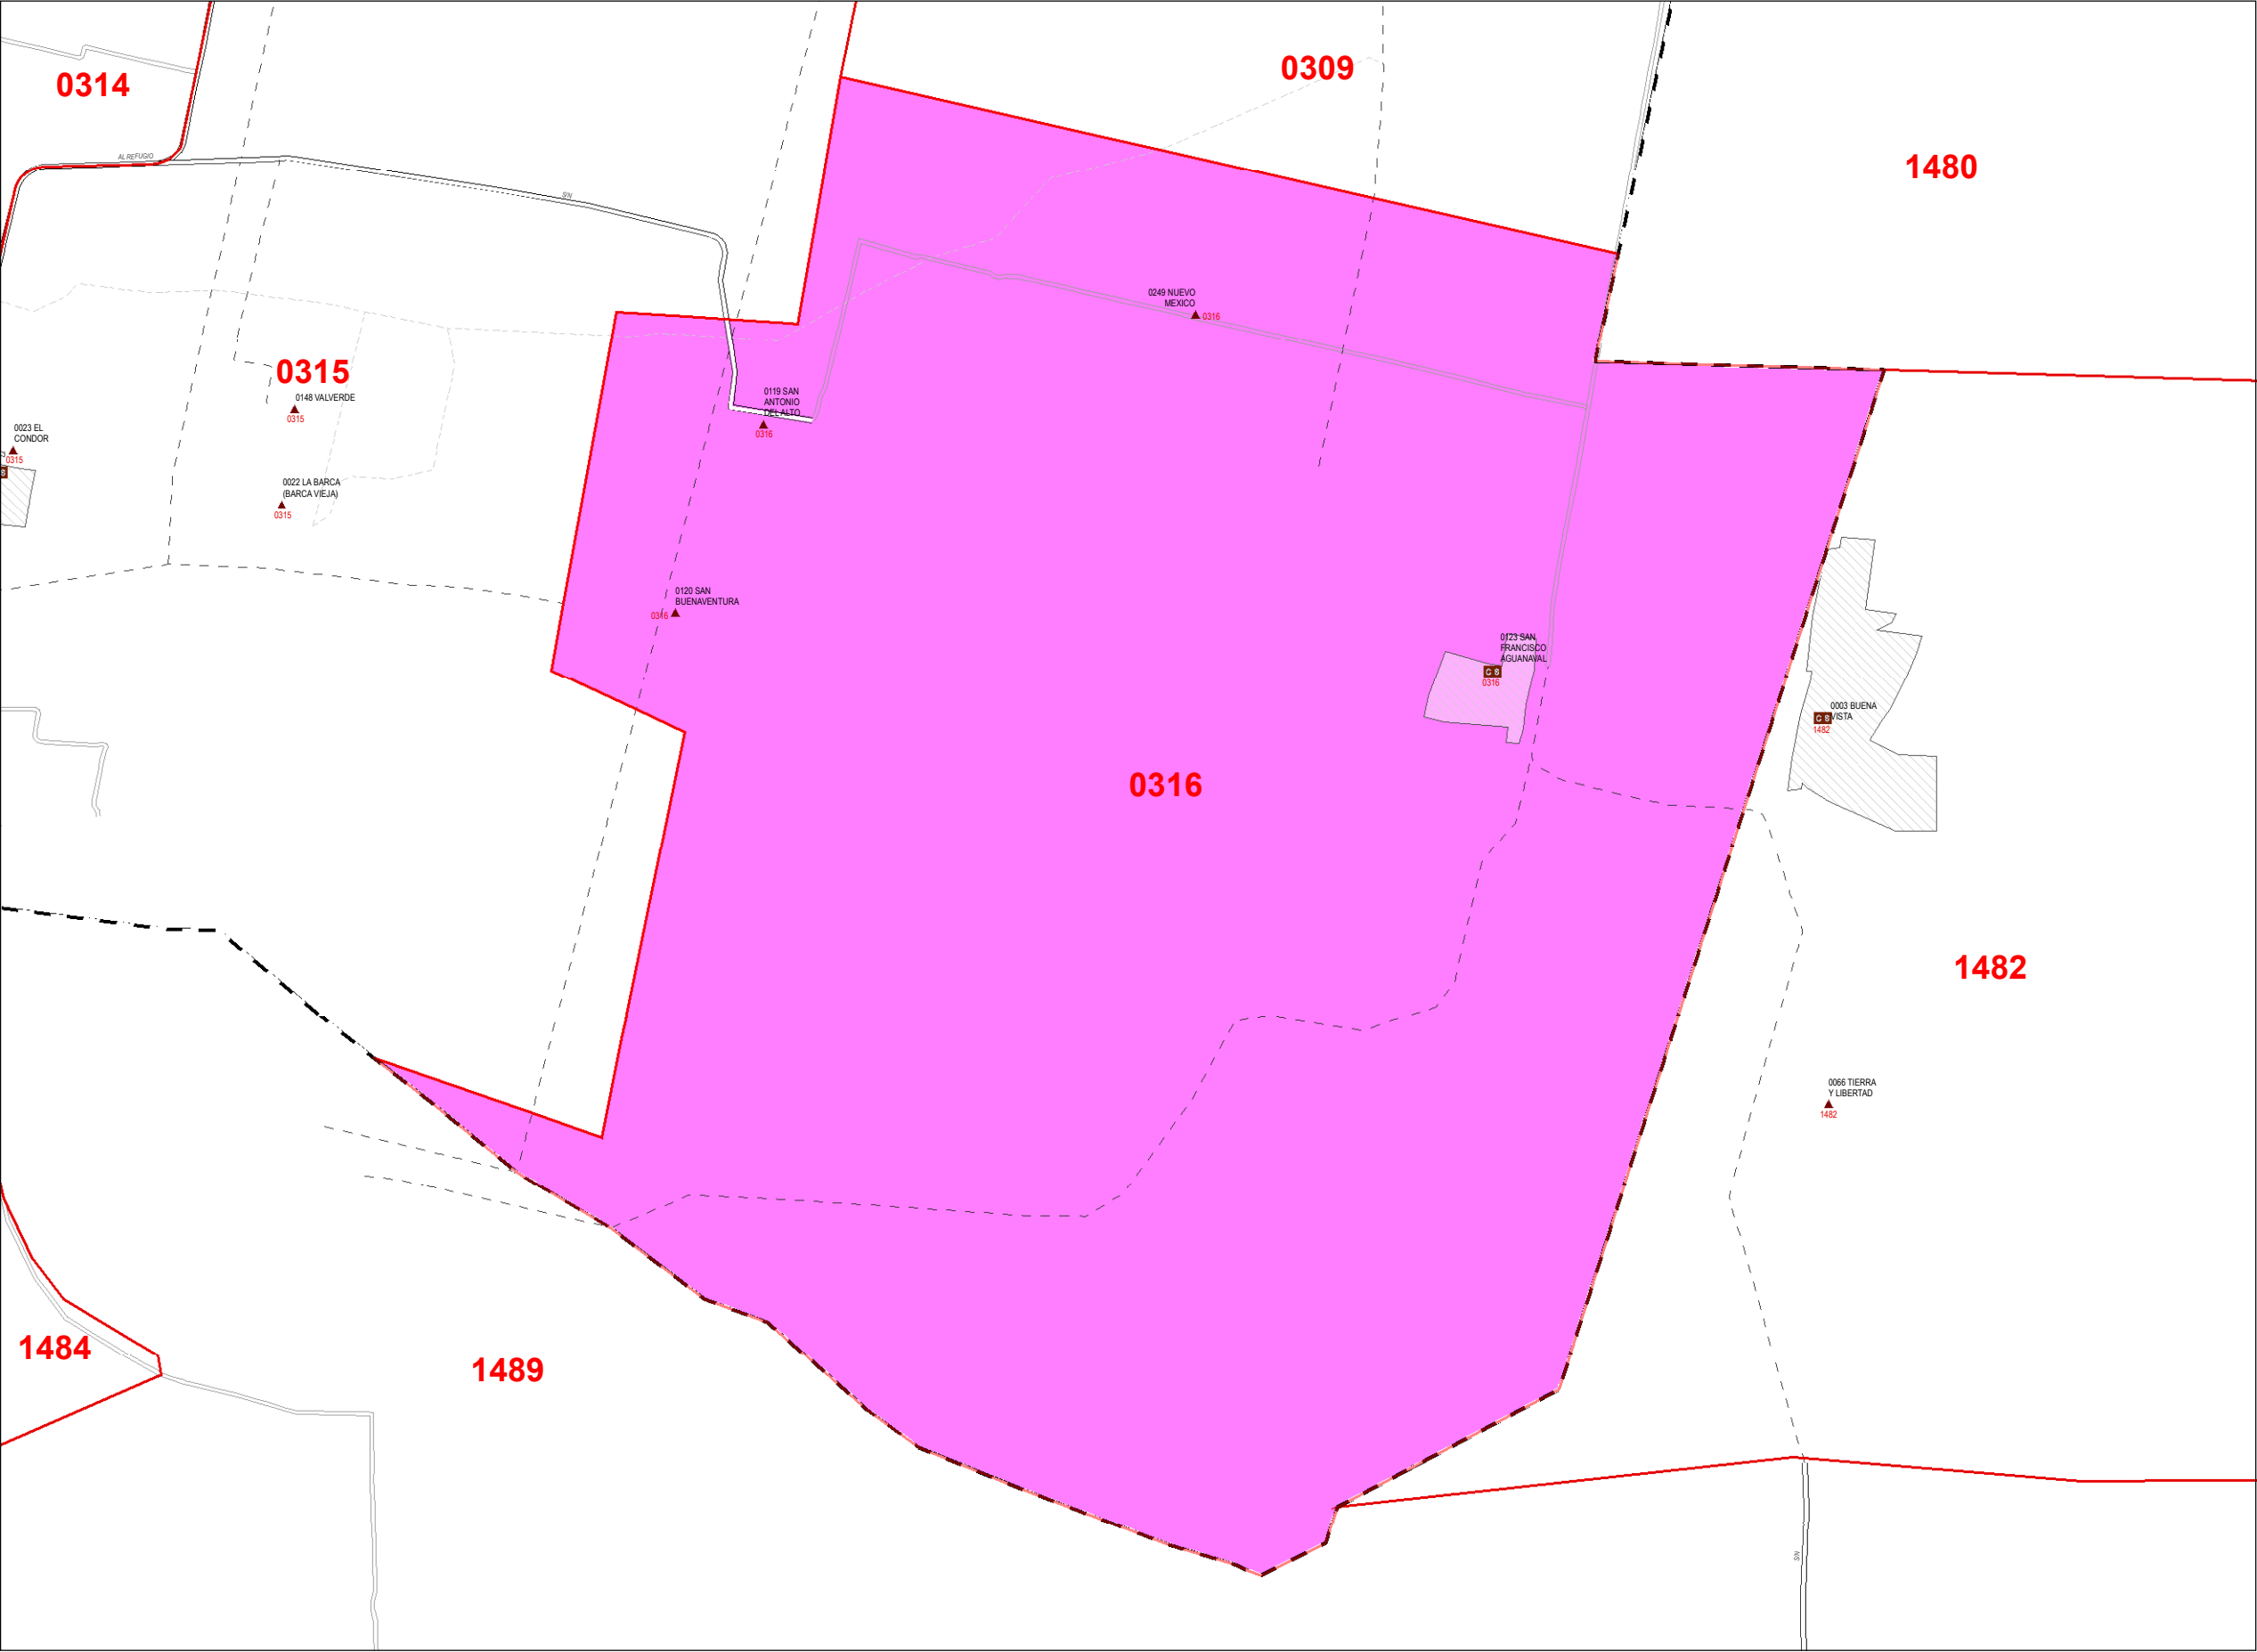 0309
0314
AL REFUGIO
1480
S/N
0249 NUEVO
MEXICO
0316
0315
0148 VALVERDE
0315
0119 SAN
ANTONIO
DEL ALTO
0316
0023 EL
CONDOR
0315
0022 LA BARCA
(BARCA VIEJA)
0315
0120 SAN
BUENAVENTURA
0316
0123 SAN
FRANCISCO
AGUANAVAL
C S
0316
0003 BUENA
VISTA
C S
1482
0316
1482
0066 TIERRA
Y LIBERTAD
1482
1484
1489
S/N